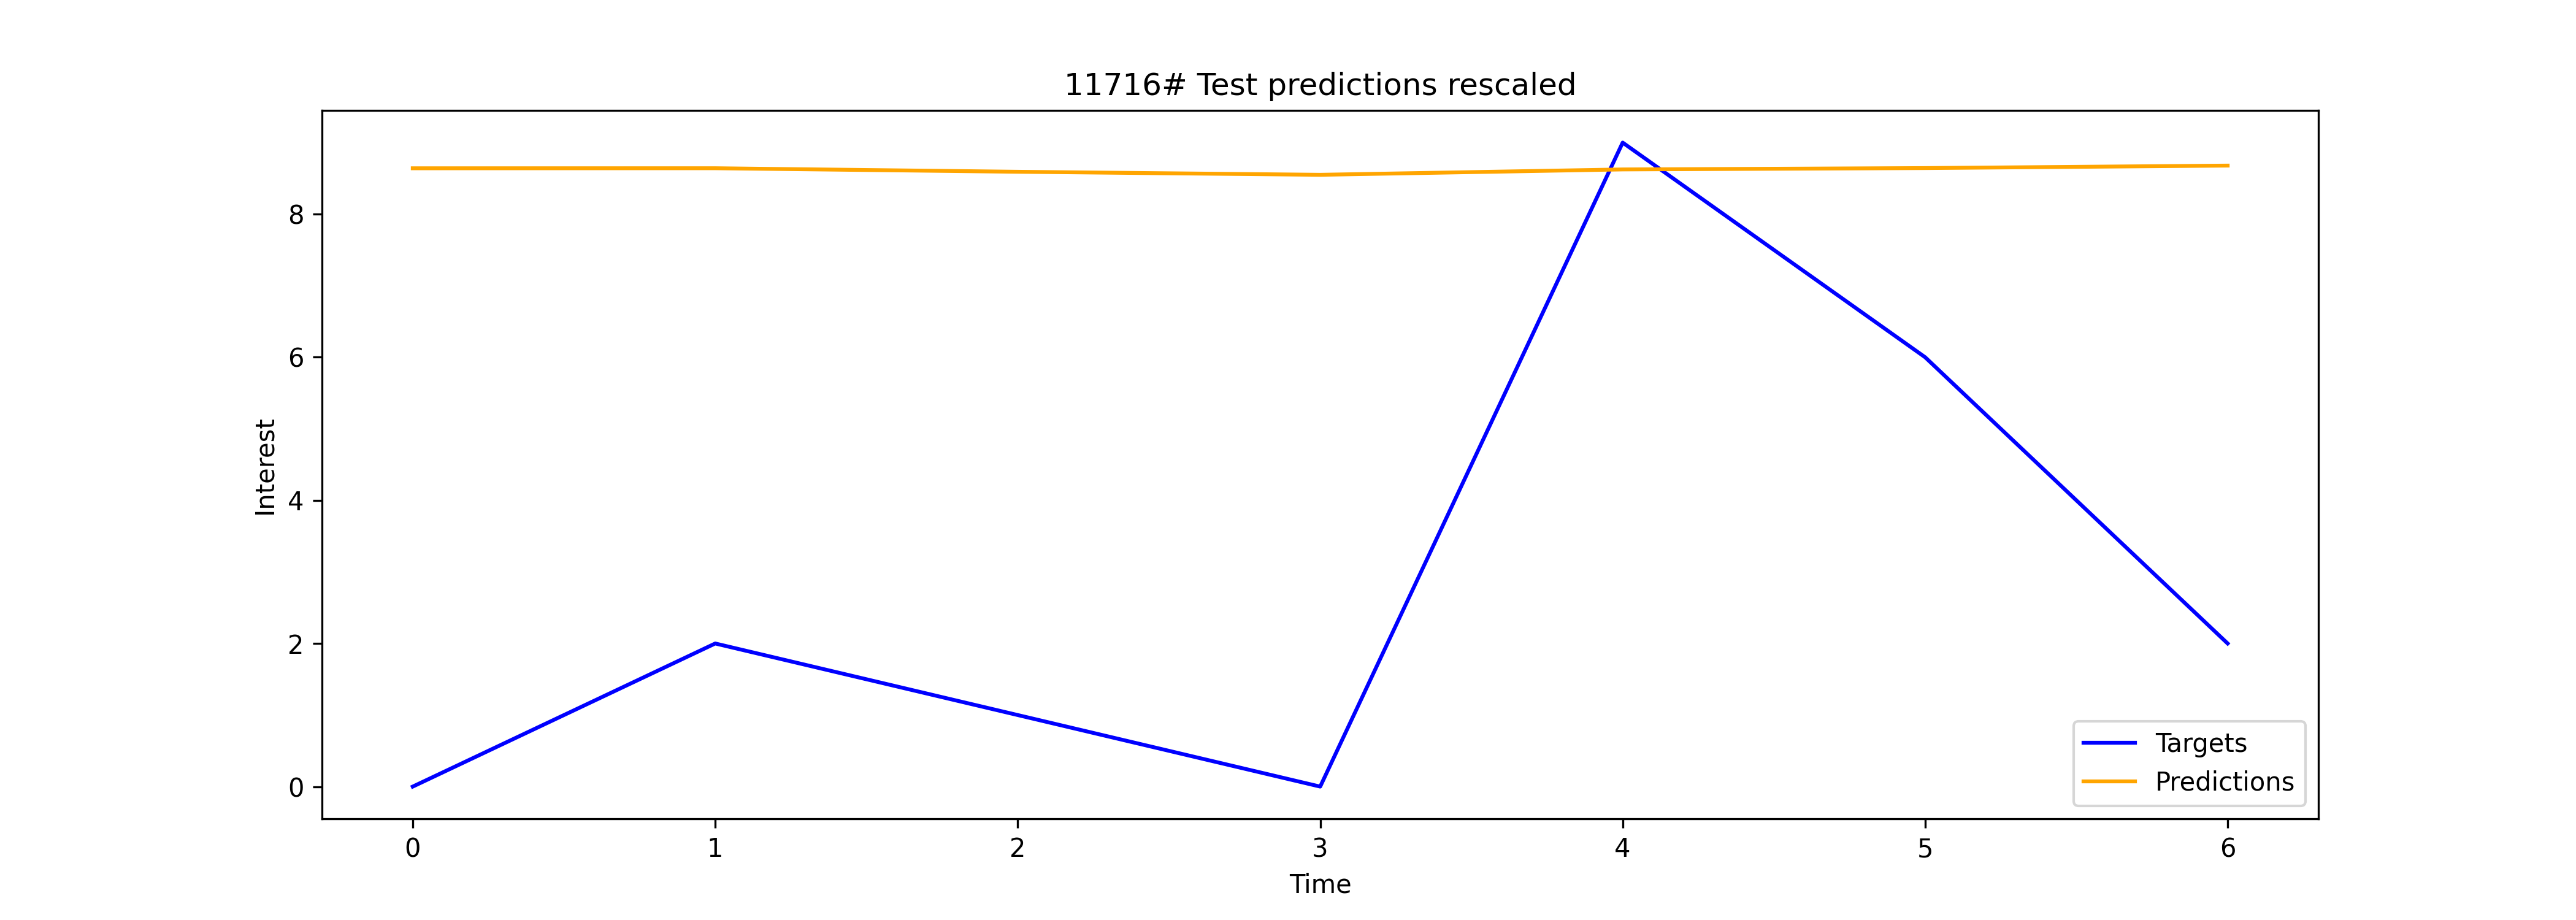 11716# Test predictions rescaled
8
6
4
2
0
Interest
0 1 2 3 4 5 6
Time
Targets
Predictions